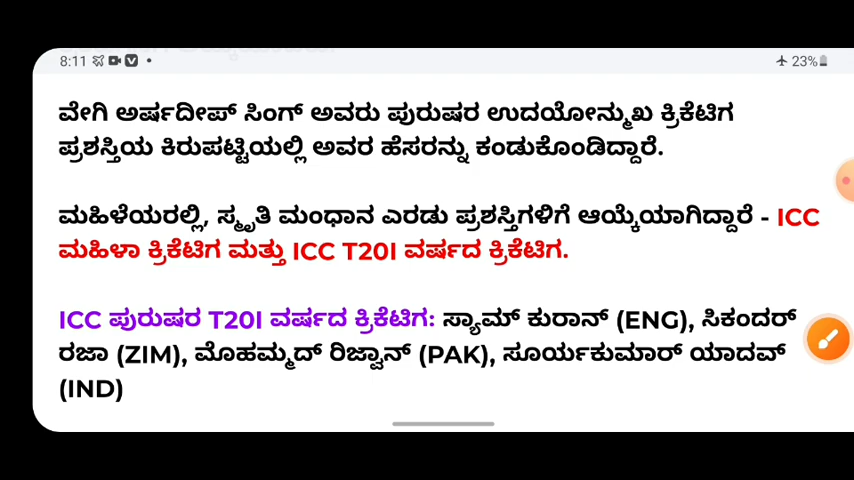 8:11
23%
ವೇಗಿ ಅರ್ಷದೀಪ್ ಸಿಂಗ್ ಅವರು ಪುರುಷರ ಉದಯೋನ್ಮುಖ ಕ್ರಿಕೆಟಿಗ
ಪ್ರಶಸ್ತಿಯ ಕಿರುಪಟ್ಟಿಯಲ್ಲಿ ಅವರ ಹೆಸರನ್ನು ಕಂಡುಕೊಂಡಿದ್ದಾರೆ.
ಮಹಿಳೆಯರಲ್ಲಿ, ಸ್ಮೃತಿ ಮಂಧಾನ ಎರಡು ಪ್ರಶಸ್ತಿಗಳಿಗೆ ಆಯ್ಕೆಯಾಗಿದ್ದಾರೆ - ICC
ಮಹಿಳಾ ಕ್ರಿಕೆಟಿಗ ಮತ್ತು ICC T20I ವರ್ಷದ ಕ್ರಿಕೆಟಿಗ.
ICC ಪುರುಷರ T20I ವರ್ಷದ ಕ್ರಿಕೆಟಿಗ: ಸ್ಯಾಮ್ ಕುರಾನ್ (ENG), ಸಿಕಂದರ್
ರಜಾ (ZIM), ಮೊಹಮ್ಮದ್ ರಿಜ್ವಾನ್ (PAK), ಸೂರ್ಯಕುಮಾರ್ ಯಾದವ್
(IND)